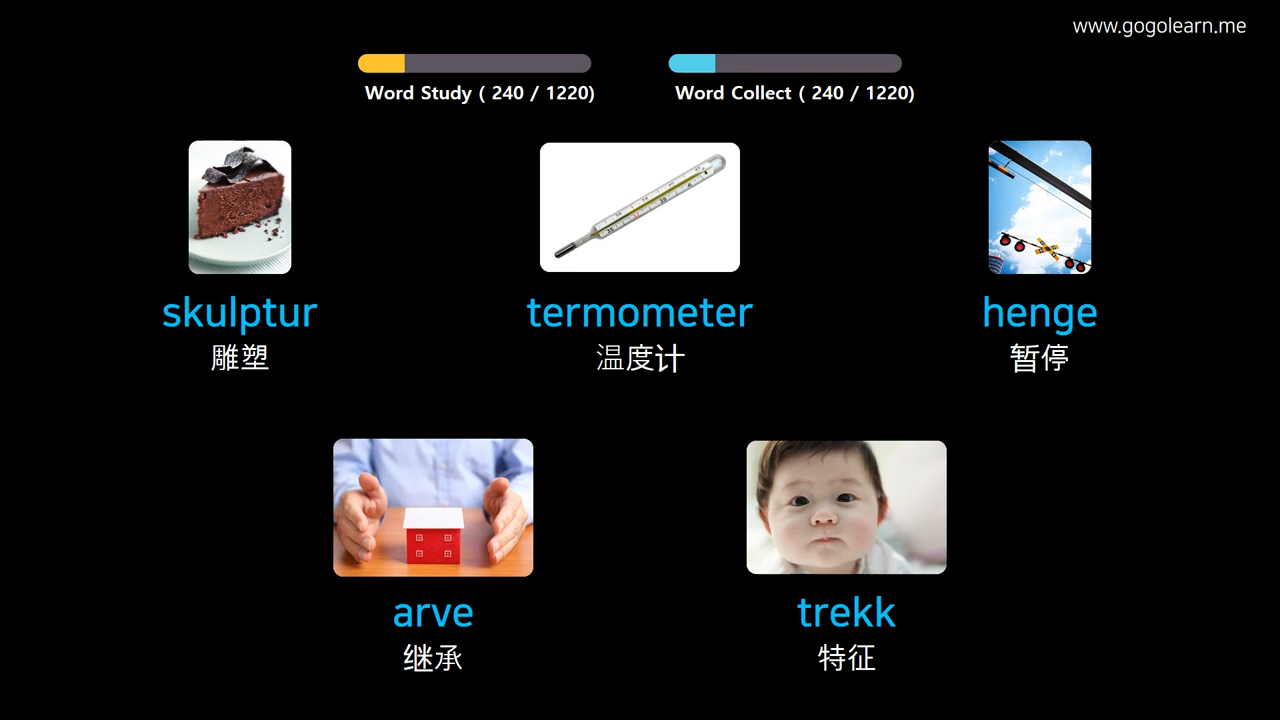 www.gogolearn.me
Word Study ( 240 / 1220)
Word Collect ( 240 / 1220)
skulptur
雕塑
termometer
温度计
henge
暂停
arve
继承
trekk
特征